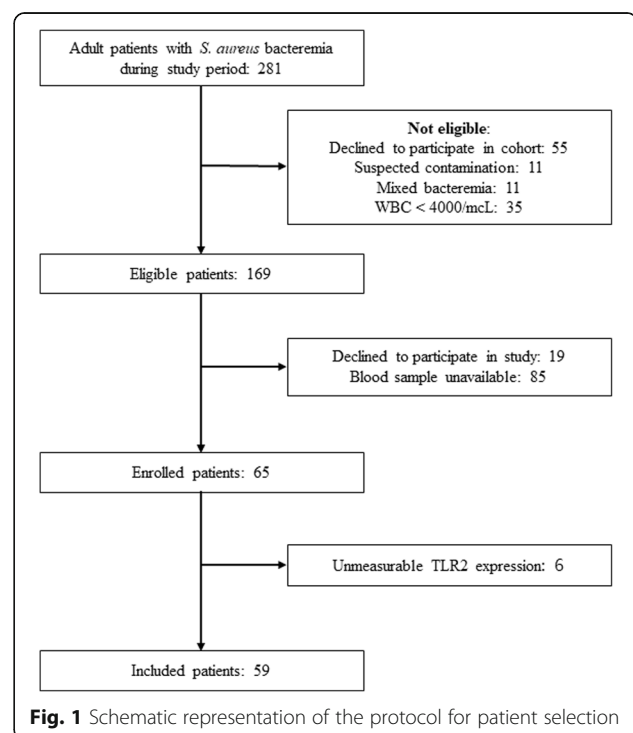 Adult patients with S. aureus bacteremia
during study period: 281
Not eligible:
Declined to participate in cohort: 55
Suspected contamination: 11
Mixed bacteremia: 11
WBC < 4000/mcL: 35
Eligible patients: 169
Declined to participate in study: 19
Blood sample unavailable: 85
Enrolled patients: 65
Unmeasurable TLR2 expression: 6
Included patients: 59
Fig. 1 Schematic representation of the protocol for patient selection